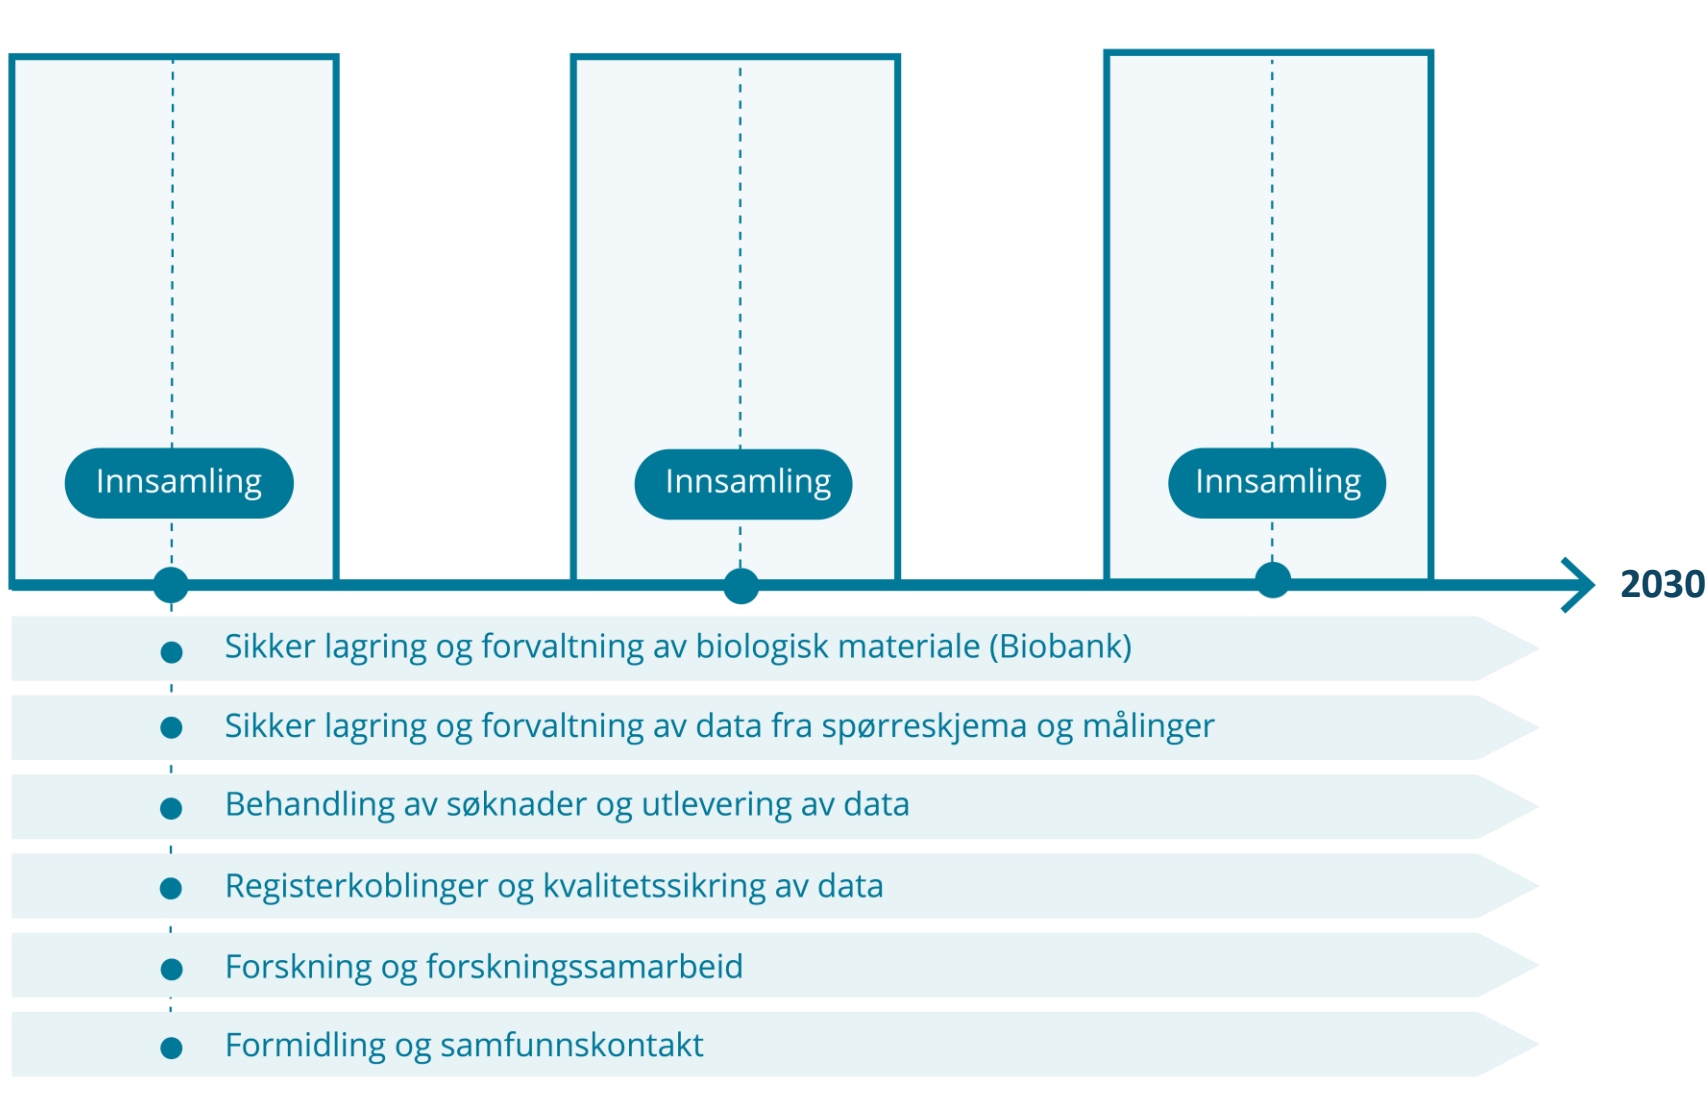 Innsamling
Innsamling
Innsamling
2030
Sikker lagring og forvaltning av biologisk materiale (Biobank)
Sikker lagring og forvaltning av data fra spørreskjema og målinger
Behandling av søknader og utlevering av data
Registerkoblinger og kvalitetssikring av data
Forskning og forskningssamarbeid
Formidling og samfunnskontakt